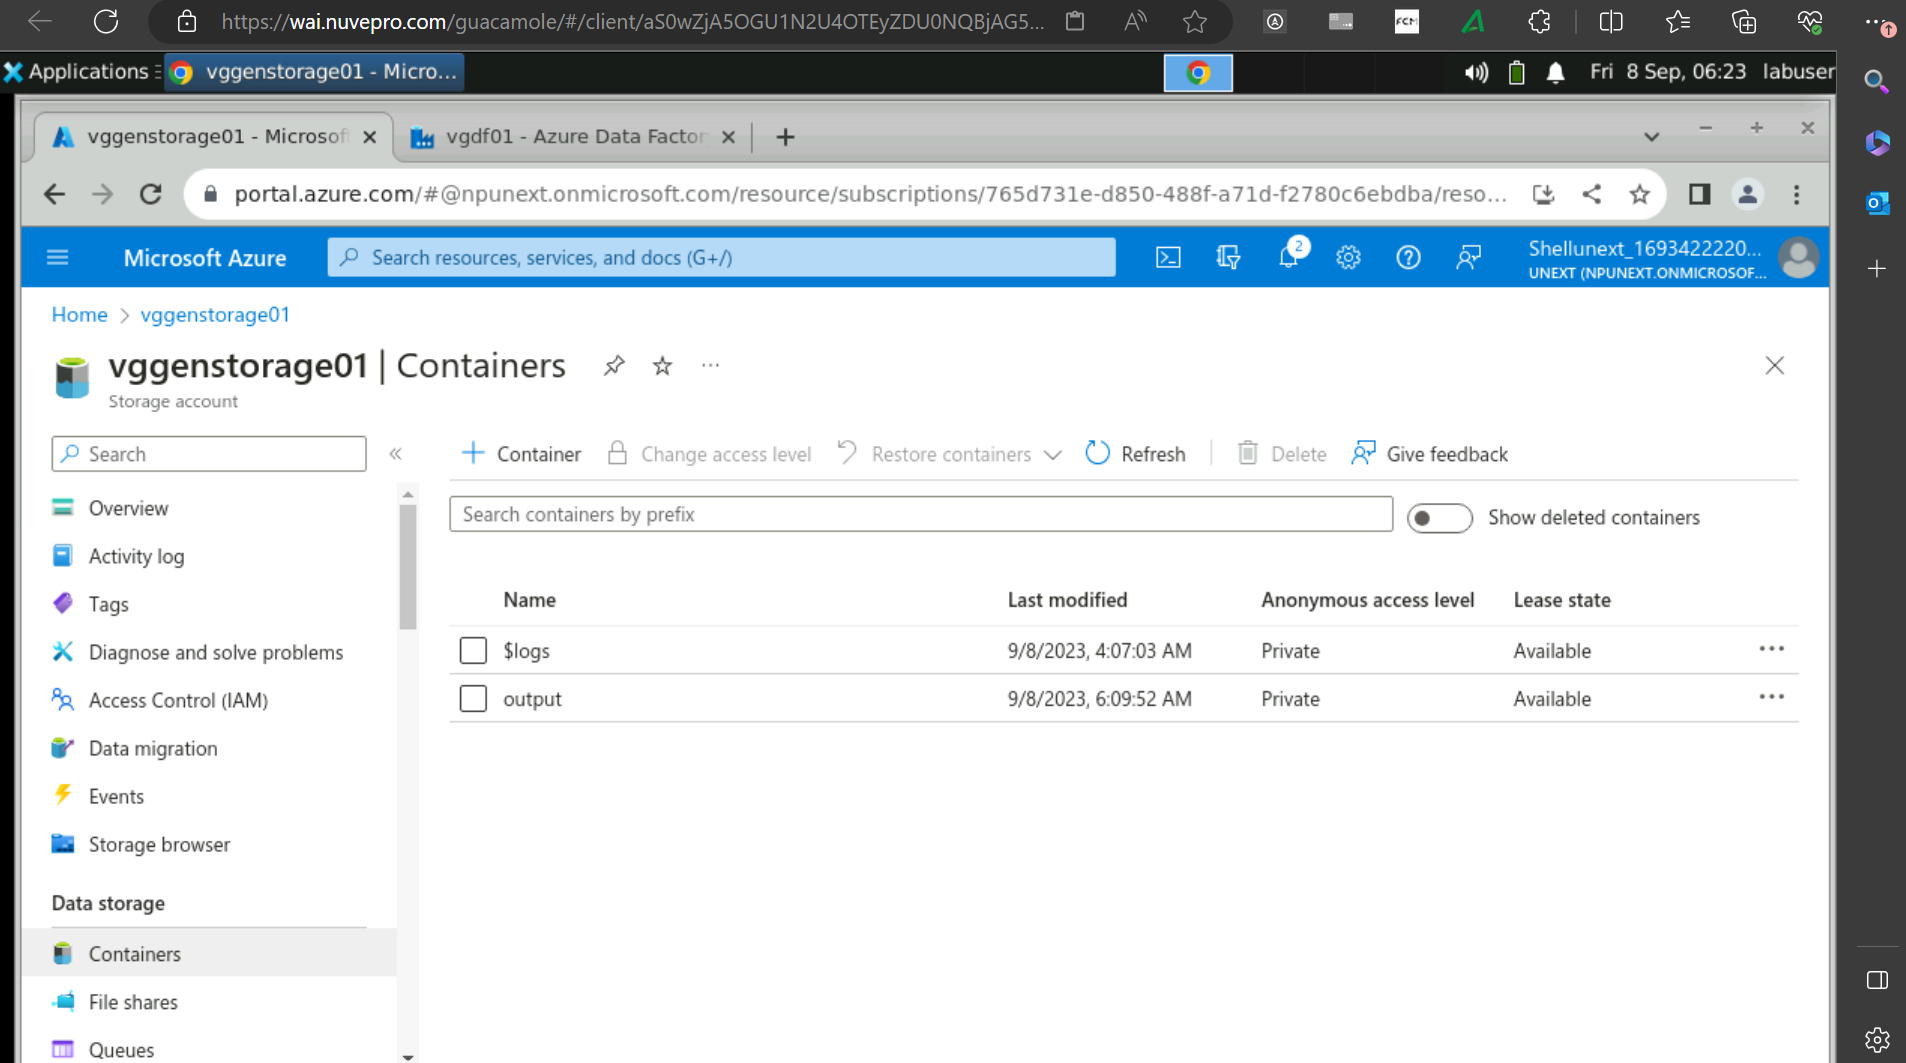 https://wai.nuvepro.com/guacamole/#/client/aS0wZjA5OGU1N2U4OTEyZDU0NQBjAG5...
FCM
Applications
vggenstorage01 - Micro...
Fri 8 Sep, 06:23 labuser
vggenstorage01 - Microsof
vgdf01 - Azure Data Factor
portal.azure.com/#@npunext.onmicrosoft.com/resource/subscriptions/765d731e-d850-488f-a71d-f2780c6ebdba/reso...
Microsoft Azure
Search resources, services, and docs (G+/)
2
Shellunext_1693422220...
UNEXT (NPUNEXT.ONMICROSOF...
Home > vggenstorage01
vggenstorage01 | Containers
Storage account
Search
Container
Change access level
Restore containers
Refresh
Delete
Give feedback
Search containers by prefix
Show deleted containers
Overview
Activity log
Tags
Diagnose and solve problems
Access Control (IAM)
Data migration
Events
Storage browser
Data storage
Containers
File shares
Queues
Name Last modified Anonymous access level Lease state
$logs 9/8/2023, 4:07:03 AM Private Available
output 9/8/2023, 6:09:52 AM Private Available